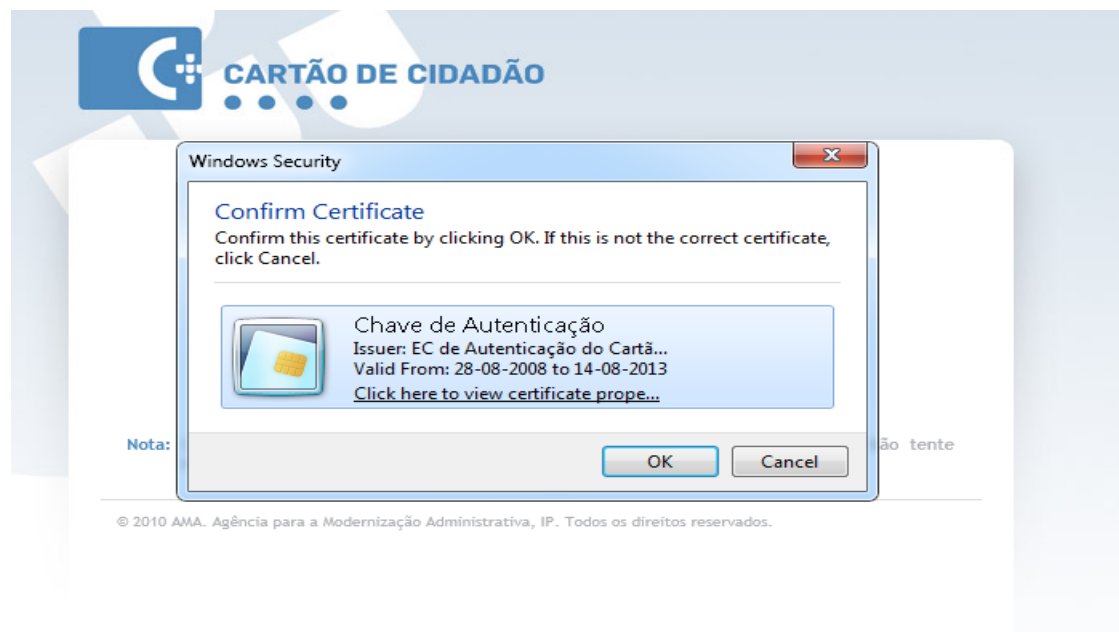 CARTÃO DE CIDADÃO
Windows Security
Confirm Certificate
Confirm this certificate by clicking OK. If this is not the correct certificate,
click Cancel.
Chave de Autenticação
Issuer: EC de Autenticação do Cartã...
Valid From: 28-08-2008 to 14-08-2013
Click here to view certificate prope...
Nota: tente
OK Cancel
© 2010 AMA. Agência para a Modernização Administrativa, IP. Todos os direitos reservados.